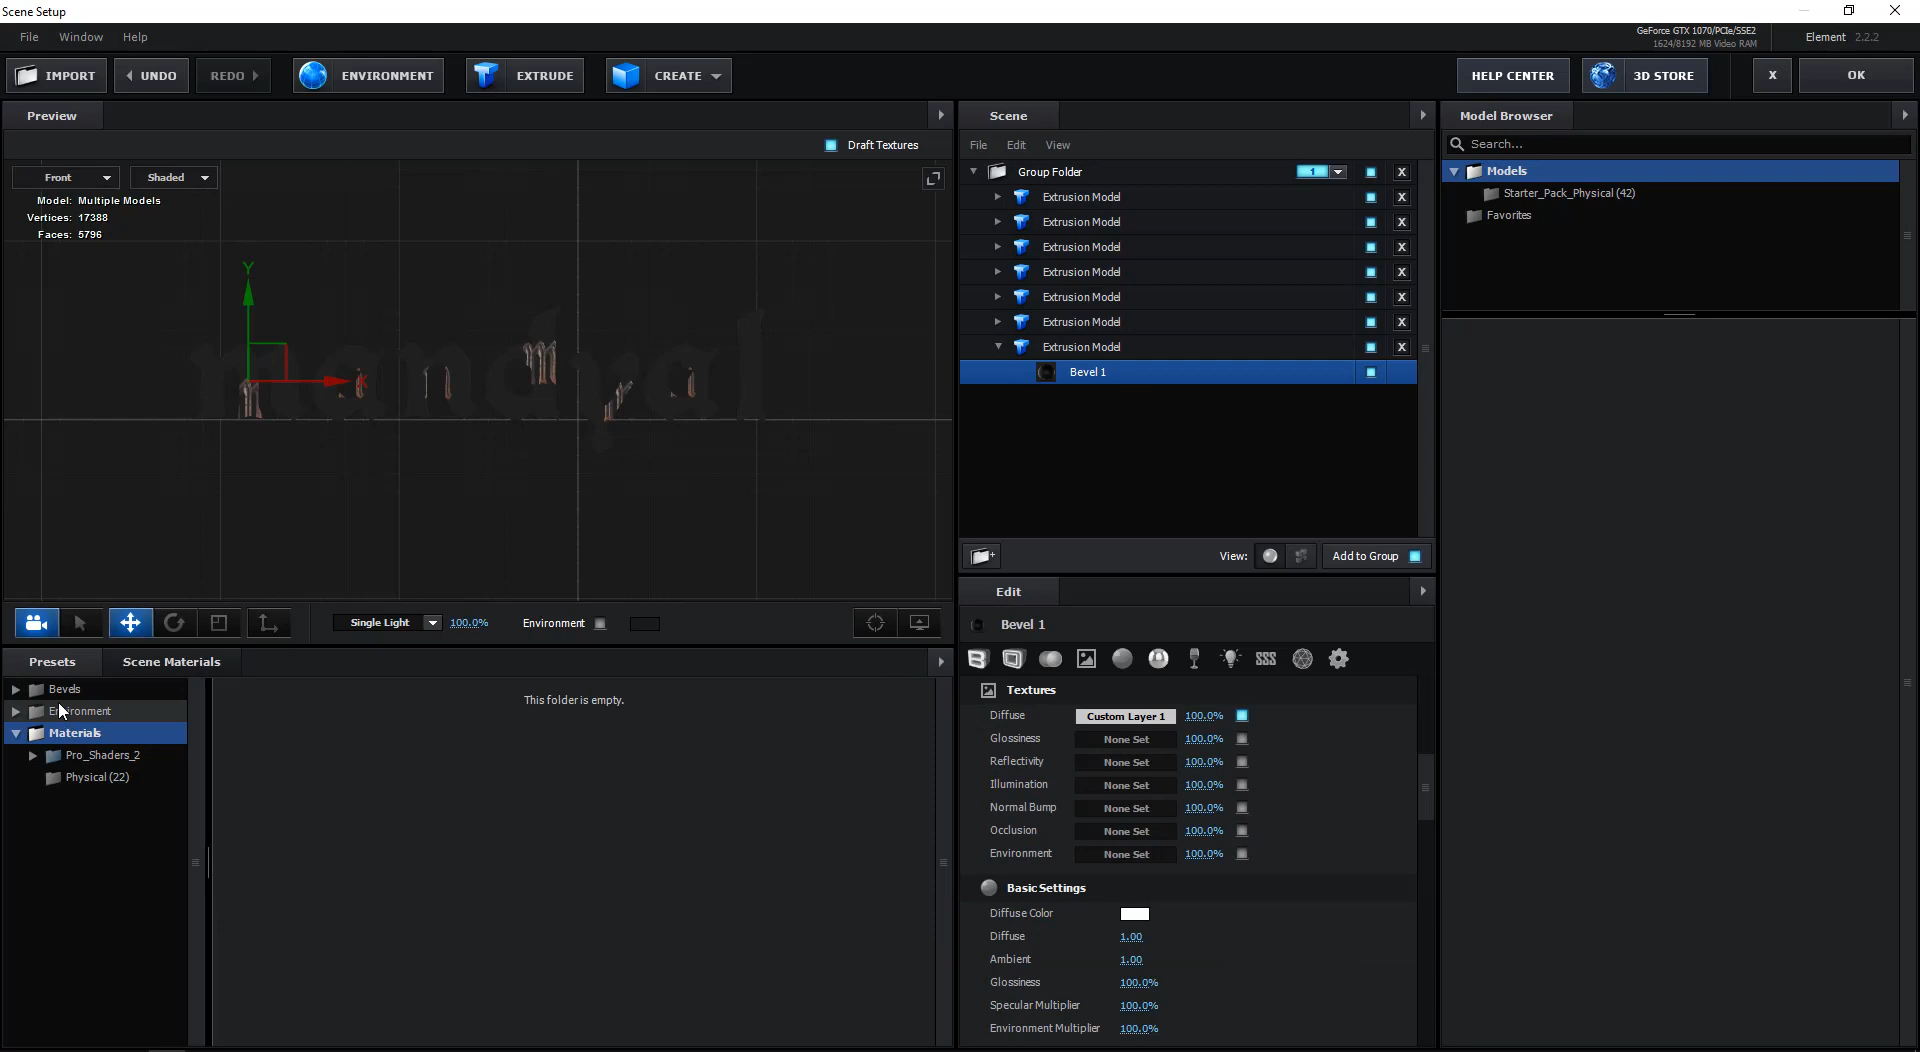 Scene Setup
File Window Help
GeForce GTX 1070/PCIe/SSE2
1624/8192 MB Video RAM
Element 2.2.2
IMPORT UNDO REDO ENVIRONMENT EXTRUDE CREATE HELP CENTER 3D STORE X OK
Preview
Draft Textures
Front Shaded
Model: Multiple Models
Vertices: 17388
Faces: 5796
Y
X
mandyal
Single Light 100.0% Environment
Presets Scene Materials
Bevels
Environment
Materials
Pro_Shaders_2
Physical (22)
This folder is empty.
Scene
File Edit View
Group Folder 1 X
Extrusion Model X
Extrusion Model X
Extrusion Model X
Extrusion Model X
Extrusion Model X
Extrusion Model X
Extrusion Model X
Bevel 1
View: Add to Group
Edit
Bevel 1
Textures
Diffuse Custom Layer 1 100.0%
Glossiness None Set 100.0%
Reflectivity None Set 100.0%
Illumination None Set 100.0%
Normal Bump None Set 100.0%
Occlusion None Set 100.0%
Environment None Set 100.0%
Basic Settings
Diffuse Color
Diffuse 1.00
Ambient 1.00
Glossiness 100.0%
Specular Multiplier 100.0%
Environment Multiplier 100.0%
Model Browser
Search...
Models
Starter_Pack_Physical (42)
Favorites